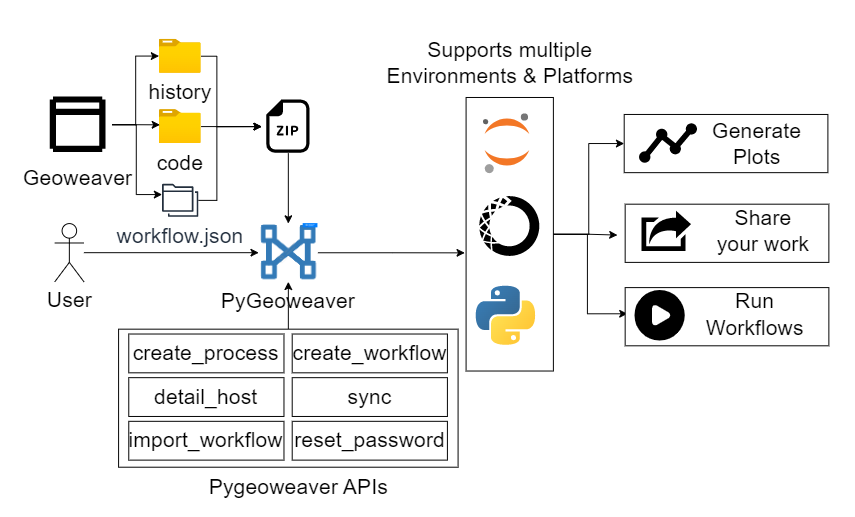 Supports multiple
Environments & Platforms
history
ZIP
code
Geoweaver
workflow.json
User
PyGeoweaver
Generate
Plots
Share
your work
Run
Workflows
create_process
create_workflow
detail_host
sync
import_workflow
reset_password
Pygeoweaver APIs